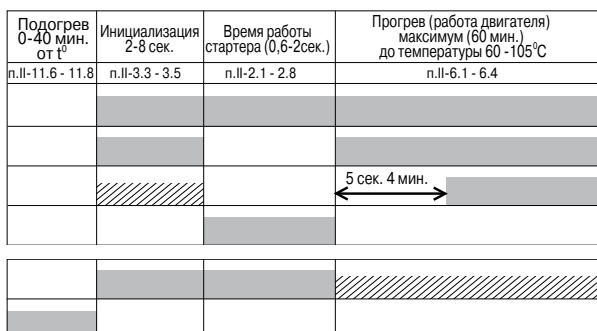 Подогрев
0-40 мин.
от t⁰
Инициализация
2-8 сек.
Время работы
стартера (0,6-2сек.)
Прогрев (работа двигателя)
максимум (60 мин.)
до температуры 60 -105⁰C
п.II-11.6 - 11.8
п.II-3.3 - 3.5
п.II-2.1 - 2.8
п.II-6.1 - 6.4
5 сек. 4 мин.